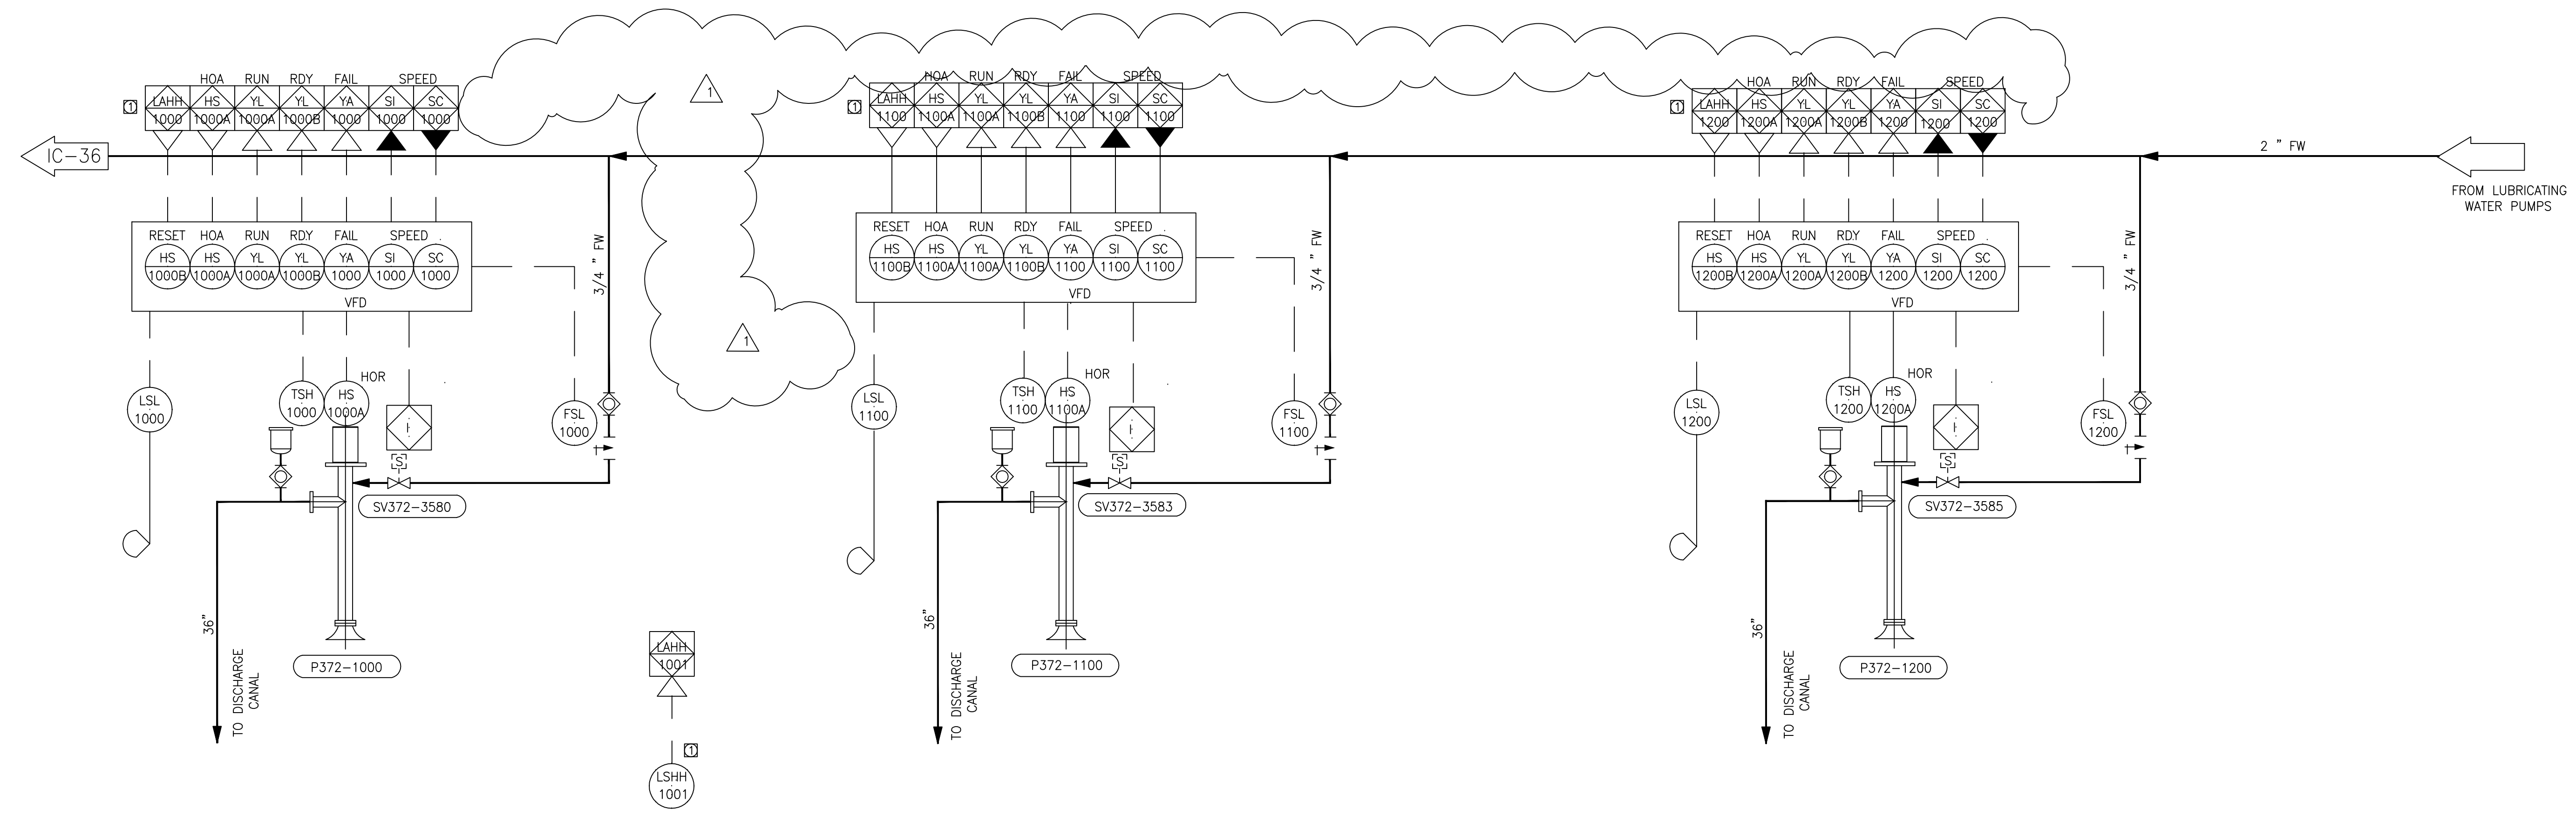 HOA RUN RDY FAIL SPEED
1 LAHH HS YL YL YA SI SC
1000 1000A 1000A 1000B 1000 1000 1000
IC-36
RESET HOA RUN RDY FAIL SPEED .
HS HS YL YL YA SI SC
1000B 1000A 1000A 1000B 1000 1000 1000
VFD
3/4 " FW
HOR
LSL
1000
TSH
1000
HS
1000A
I
FSL
1000
S
SV372-3580
36"
TO DISCHARGE
CANAL
P372-1000
1
1
LAHH
1001
1
LSHH
1001
HOA RUN RDY FAIL SPEED
1 LAHH HS YL YL YA SI SC
1100 1100A 1100A 1100B 1100 1100 1100
RESET HOA RUN RDY FAIL SPEED .
HS HS YL YL YA SI SC
1100B 1100A 1100A 1100B 1100 1100 1100
VFD
3/4 " FW
HOR
LSL
1100
TSH
1100
HS
1100A
I
FSL
1100
S
SV372-3583
36"
TO DISCHARGE
CANAL
P372-1100
HOA RUN RDY FAIL SPEED
1 LAHH HS YL YL YA SI SC
1200 1200A 1200A 1200B 1200 1200 1200
RESET HOA RUN RDY FAIL SPEED .
HS HS YL YL YA SI SC
1200B 1200A 1200A 1200B 1200 1200 1200
VFD
3/4 " FW
HOR
LSL
1200
TSH
1200
HS
1200A
I
FSL
1200
S
SV372-3585
36"
TO DISCHARGE
CANAL
P372-1200
2 " FW
FROM LUBRICATING
WATER PUMPS